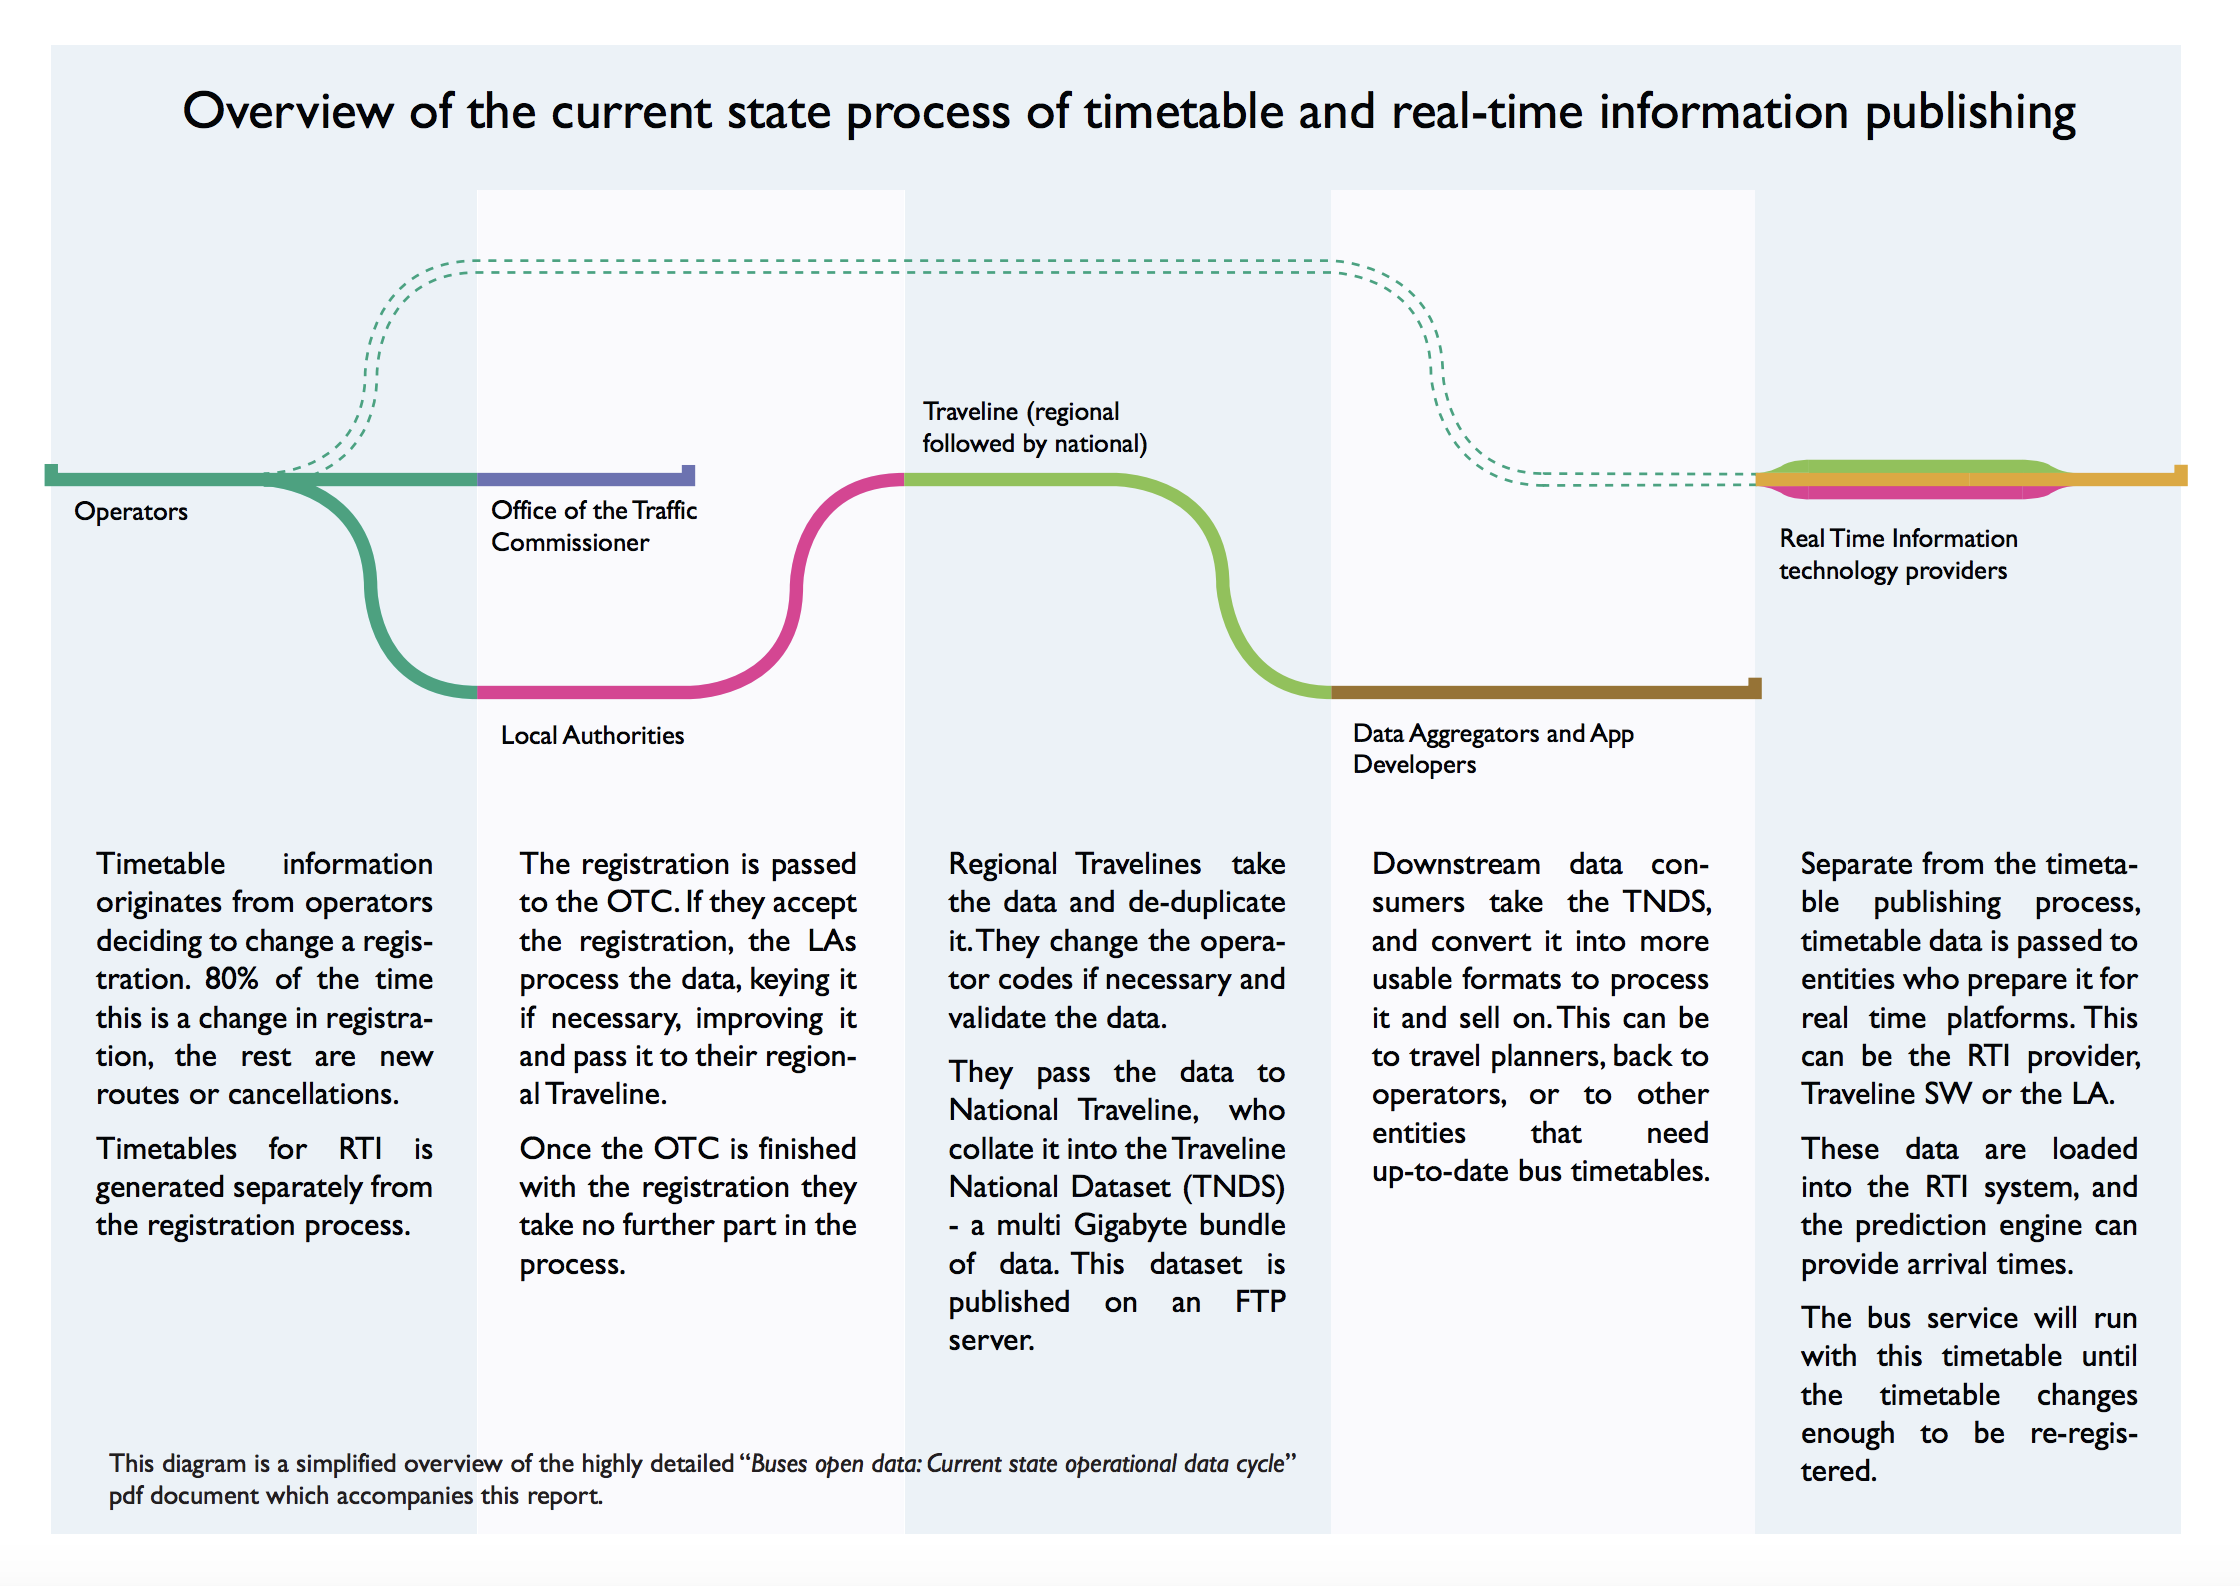 Overview of the current state process of timetable and real-time information publishing
Traveline (regional
followed by national)
Operators
Office of the Traffic
Commissioner
Real Time Information
technology providers
Local Authorities
Data Aggregators and App
Developers
Timetable information
originates from operators
deciding to change a regis-
tration. 80% of the time
this is a change in registra-
tion, the rest are new
routes or cancellations.
Timetables for RTI is
generated separately from
the registration process.
The registration is passed
to the OTC. If they accept
the registration, the LAs
process the data, keying it
if necessary, improving it
and pass it to their region-
al Traveline.
Once the OTC is finished
with the registration they
take no further part in the
process.
Regional Travelines take
the data and de-duplicate
it. They change the opera-
tor codes if necessary and
validate the data.
They pass the data to
National Traveline, who
collate it into the Traveline
National Dataset (TNDS)
- a multi Gigabyte bundle
of data. This dataset is
published on an FTP
server.
Downstream data con-
sumers take the TNDS,
and convert it into more
usable formats to process
it and sell on. This can be
to travel planners, back to
operators, or to other
entities that need
up-to-date bus timetables.
Separate from the timeta-
ble publishing process,
timetable data is passed to
entities who prepare it for
real time platforms. This
can be the RTI provider,
Traveline SW or the LA.
These data are loaded
into the RTI system, and
the prediction engine can
provide arrival times.
The bus service will run
with this timetable until
the timetable changes
enough to be re-regis-
tered.
This diagram is a simplified overview of the highly detailed “Buses open data: Current state operational data cycle”
pdf document which accompanies this report.